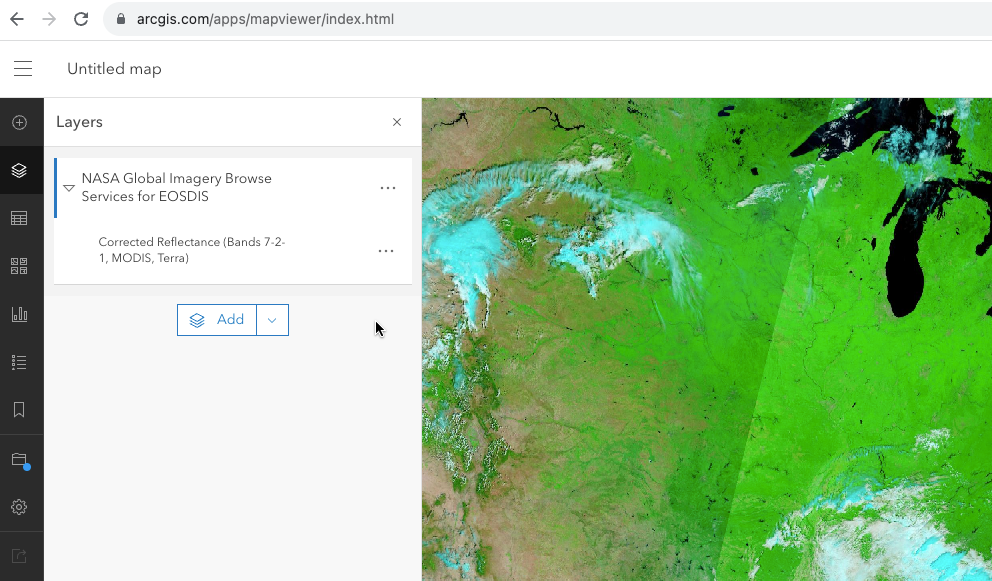 arcgis.com/apps/mapviewer/index.html
Untitled map
Layers
NASA Global Imagery Browse
Services for EOSDIS
Corrected Reflectance (Bands 7-2-
1, MODIS, Terra)
Add